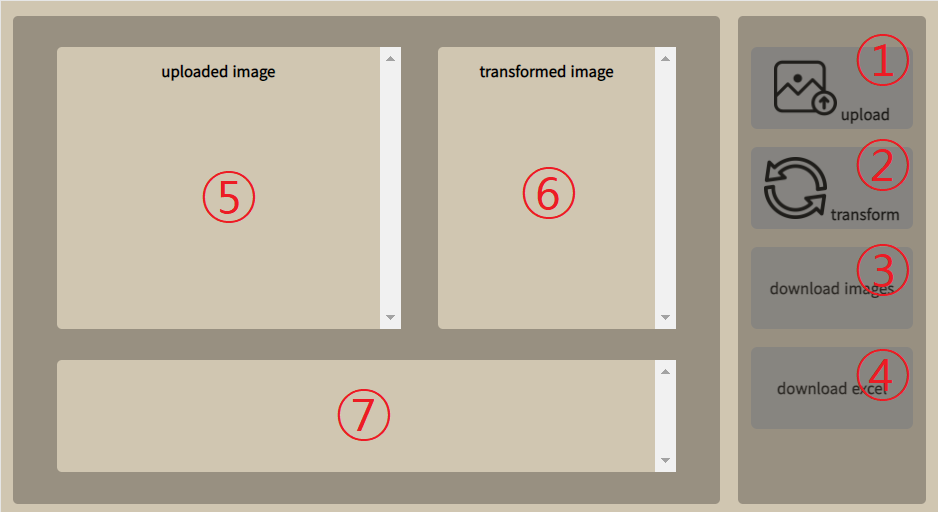 uploaded image
transformed image
①
upload
②
transform
③
download images
④
download excel
⑤
⑥
⑦